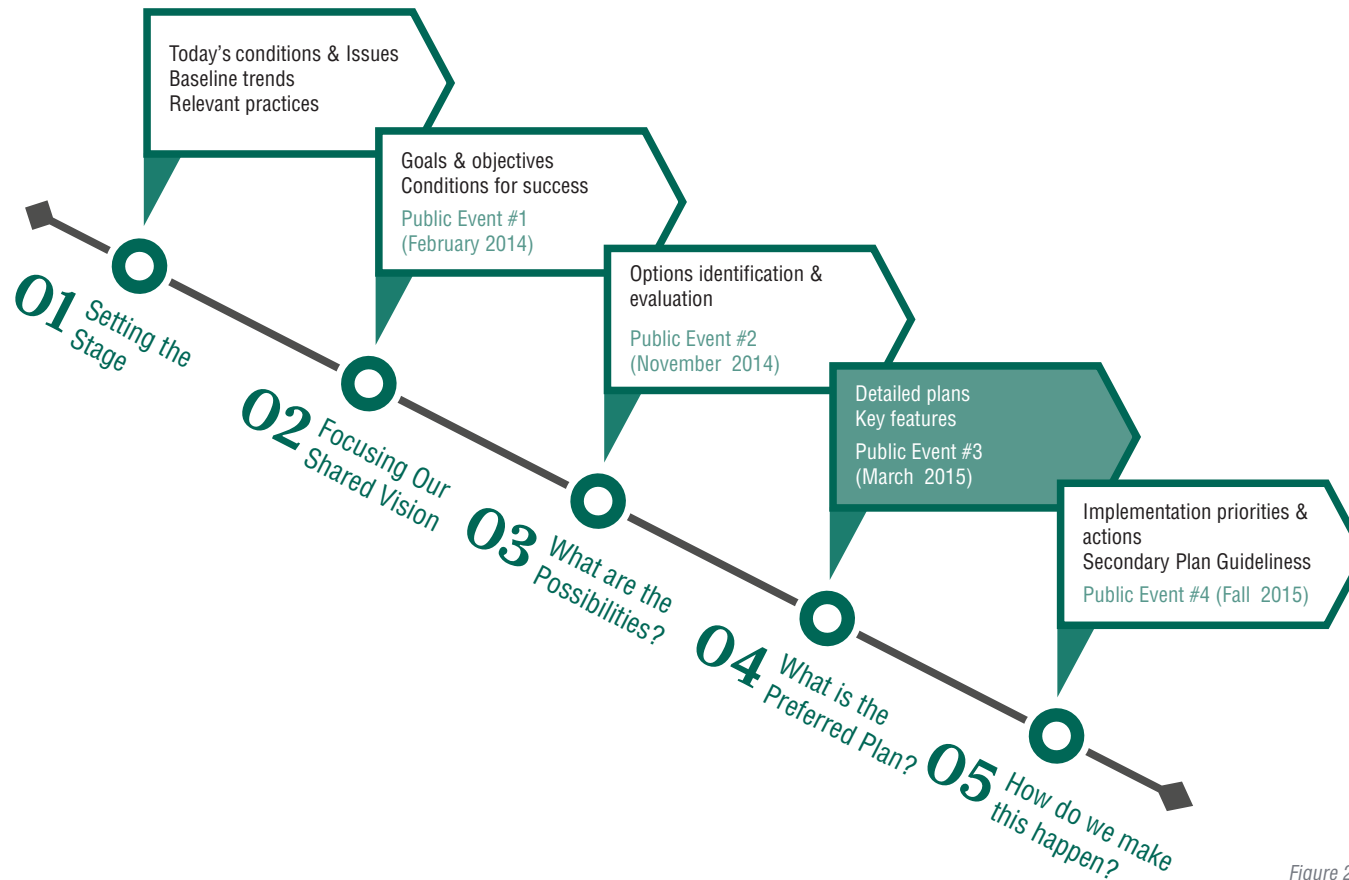 Today's conditions & Issues
Baseline trends
Relevant practices
01 Setting the
Stage
Goals & objectives
Conditions for success
Public Event #1
(February 2014)
02 Focusing Our
Shared Vision
Options identification &
evaluation
Public Event #2
(November 2014)
03 What are the
Possibilities?
Detailed plans
Key features
Public Event #3
(March 2015)
04 What is the
Preferred Plan?
Implementation priorities &
actions
Secondary Plan Guideliness
Public Event #4 (Fall 2015)
05 How do we make
this happen?
Figure 2